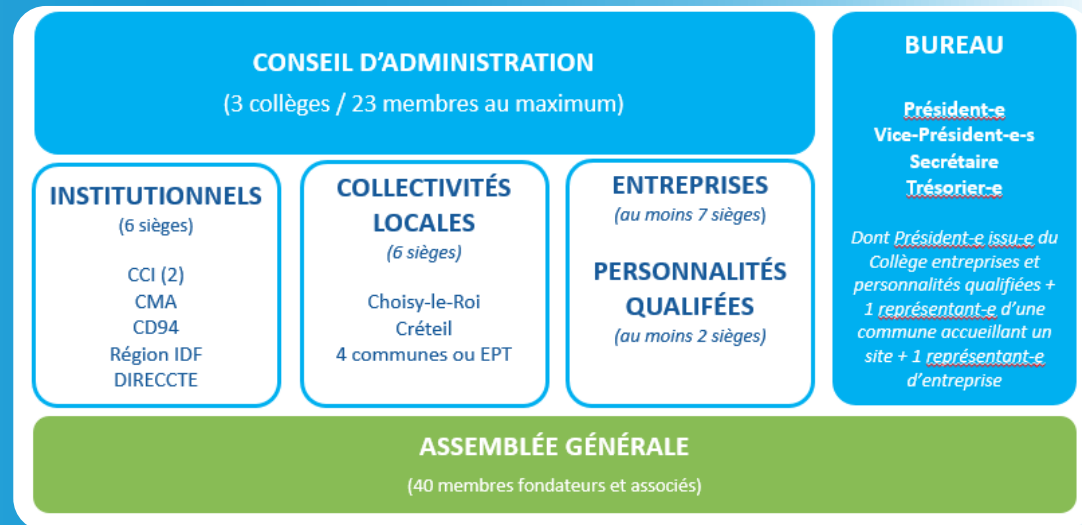 CONSEIL D'ADMINISTRATION
(3 collèges / 23 membres au maximum)
INSTITUTIONNELS
(6 sièges)
CCI (2)
CMA
CD94
Région IDF
DIRECCTE
COLLECTIVITÉS
LOCALES
(6 sièges)
Choisy-le-Roi
Créteil
4 communes ou EPT
ENTREPRISES
(au moins 7 sièges)
PERSONNALITÉS
QUALIFÉES
(au moins 2 sièges)
BUREAU
Président-e
Vice-Président-e-s
Secrétaire
Trésorier-e
Dont Président-e issu-e du
Collège entreprises et
personnalités qualifiées +
1 représentant-e d'une
commune accueillant un
site + 1 représentant-e
d'entreprise
ASSEMBLÉE GÉNÉRALE
(40 membres fondateurs et associés)